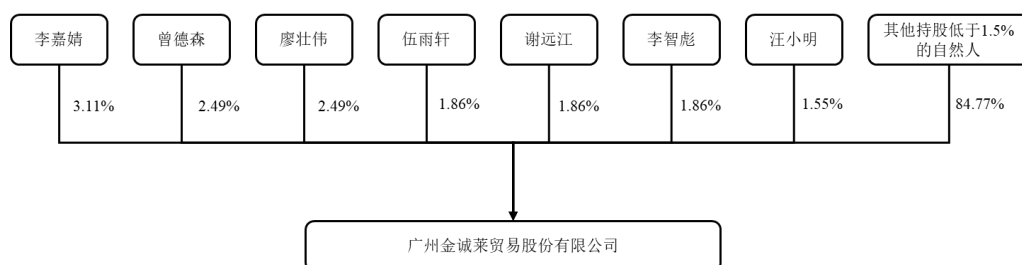 李嘉婧
曾德森
廖壮伟
伍雨轩
谢远江
李智彪
汪小明
其他持股低于1.5%
的自然人
3.11%
2.49%
2.49%
1.86%
1.86%
1.86%
1.55%
84.77%
广州金诚莱贸易股份有限公司